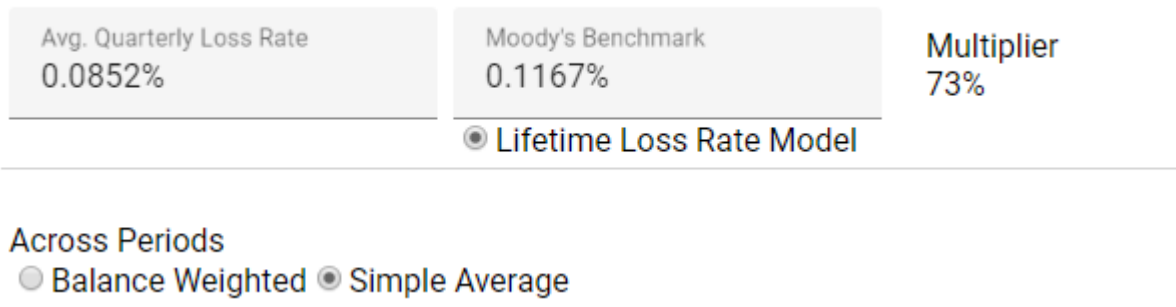 Avg. Quarterly Loss Rate
0.0852%
Moody's Benchmark
0.1167%
Multiplier
73%
Lifetime Loss Rate Model
Across Periods
Balance Weighted Simple Average